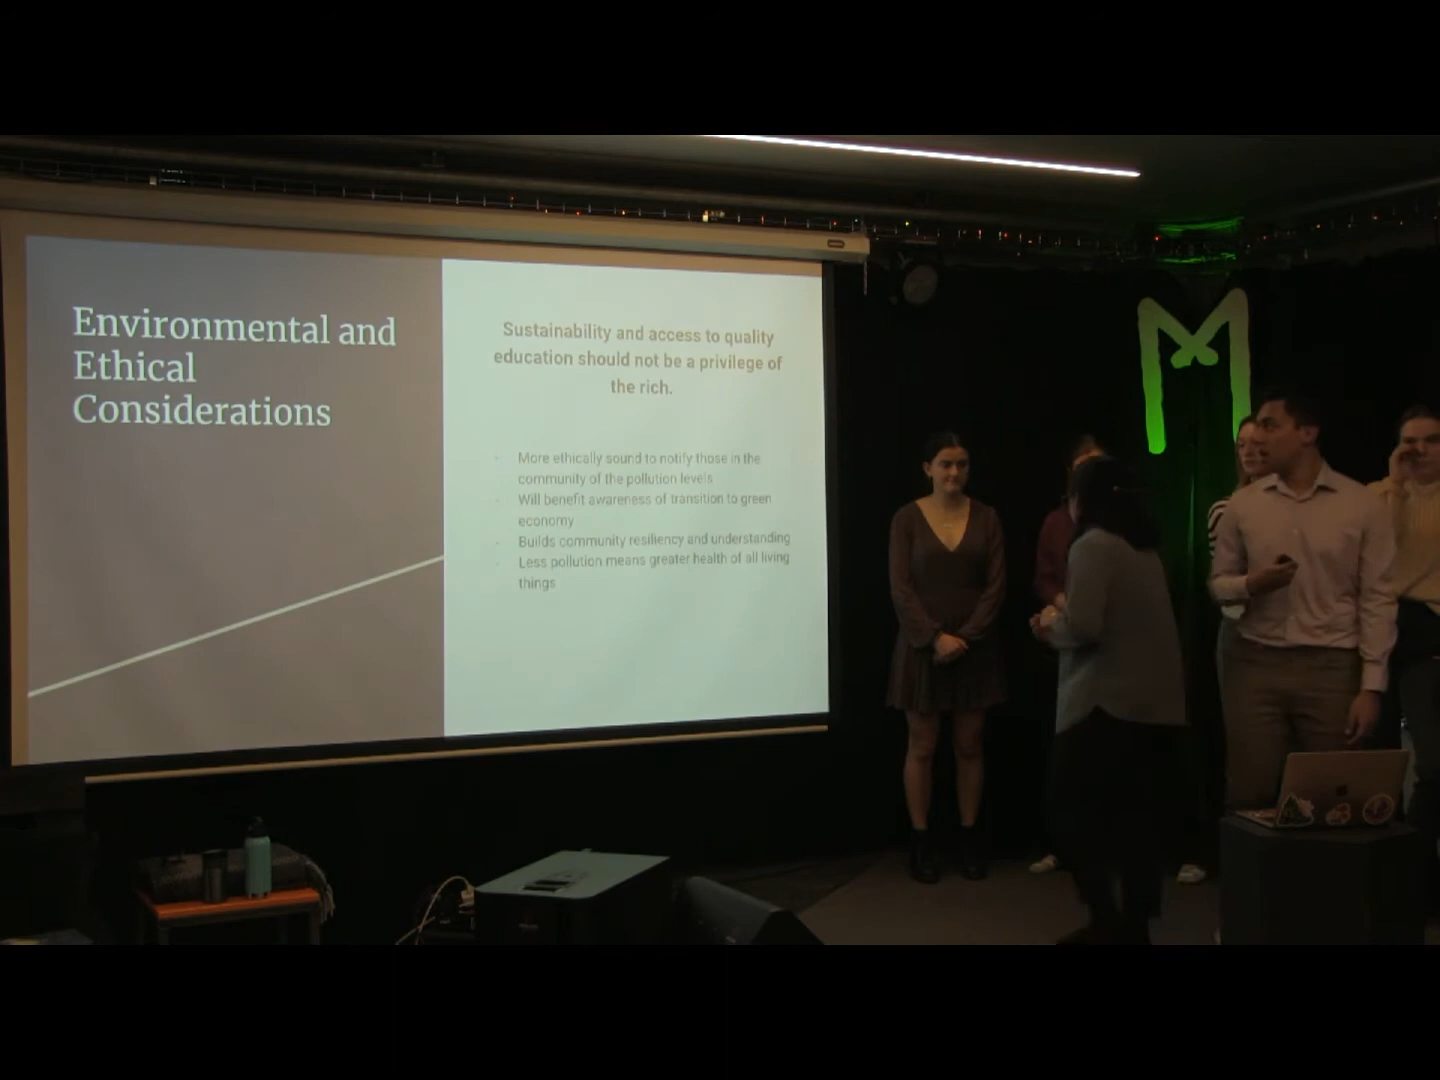 Environmental and
Ethical
Considerations
Sustainability and access to quality
education should not be a privilege of
the rich.
- More ethically sound to notify those in the
community of the pollution levels
- Will benefit awareness of transition to green
economy
- Builds community resiliency and understanding
- Less pollution means greater health of all living
things
M